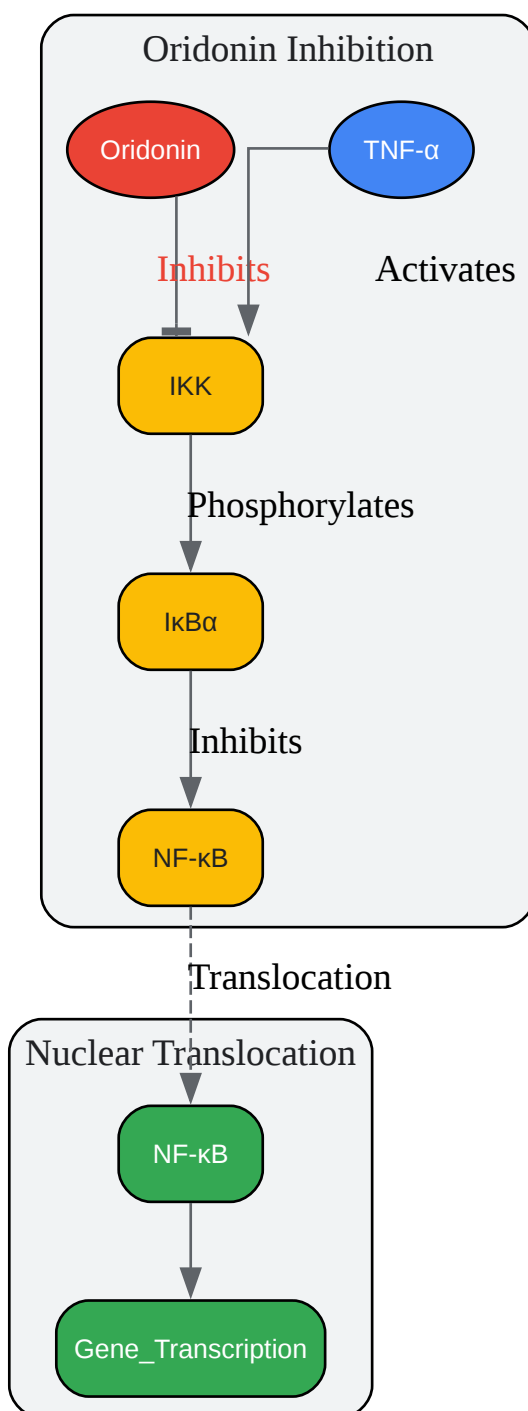 Oridonin Inhibition
Oridonin
TNF-α
Inhibits
Activates
IKK
Phosphorylates
IκBα
Inhibits
NF-κB
Translocation
Nuclear Translocation
NF-κB
Gene_Transcription